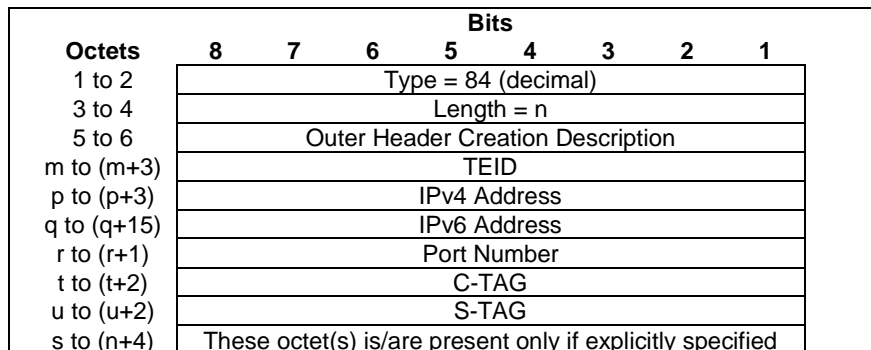 Bits
Octets 8 7 6 5 4 3 2 1
1 to 2 Type = 84 (decimal)
3 to 4 Length = n
5 to 6 Outer Header Creation Description
m to (m+3) TEID
p to (p+3) IPv4 Address
q to (q+15) IPv6 Address
r to (r+1) Port Number
t to (t+2) C-TAG
u to (u+2) S-TAG
s to (n+4) These octet(s) is/are present only if explicitly specified